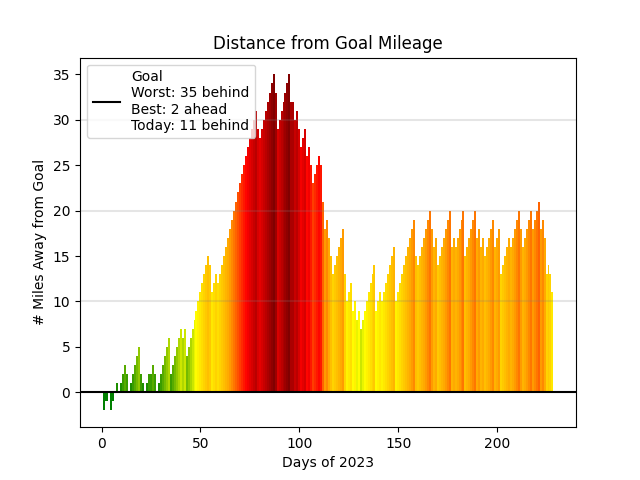 Distance from Goal Mileage
Goal
Worst: 35 behind
Best: 2 ahead
Today: 11 behind
# Miles Away from Goal
35
30
25
20
15
10
5
0
0 50 100 150 200
Days of 2023